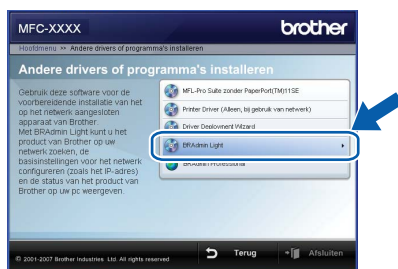 MFC-XXXX
brother
Hoofdmenu >> Andere drivers of programma's installeren
Andere drivers of programma's installeren
Gebruik deze software voor de
voorbereidende installatie van het
op het netwerk aangesloten
apparaat van Brother.
Met BRAdmin Light kunt u het
product van Brother op uw
netwerk zoeken, de
basisinstellingen voor het netwerk
configureren (zoals het IP-adres)
en de status van het product van
Brother op uw pc weergeven.
MFL-Pro Suite zonder PaperPort(TM)11SE
Printer Driver (Alleen, bij gebruik van netwerk)
Driver Deployment Wizard
BRAdmin Light
BRAdmin Professional
© 2001-2007 Brother Industries. Ltd. All rights reserved
Terug
Afsluiten